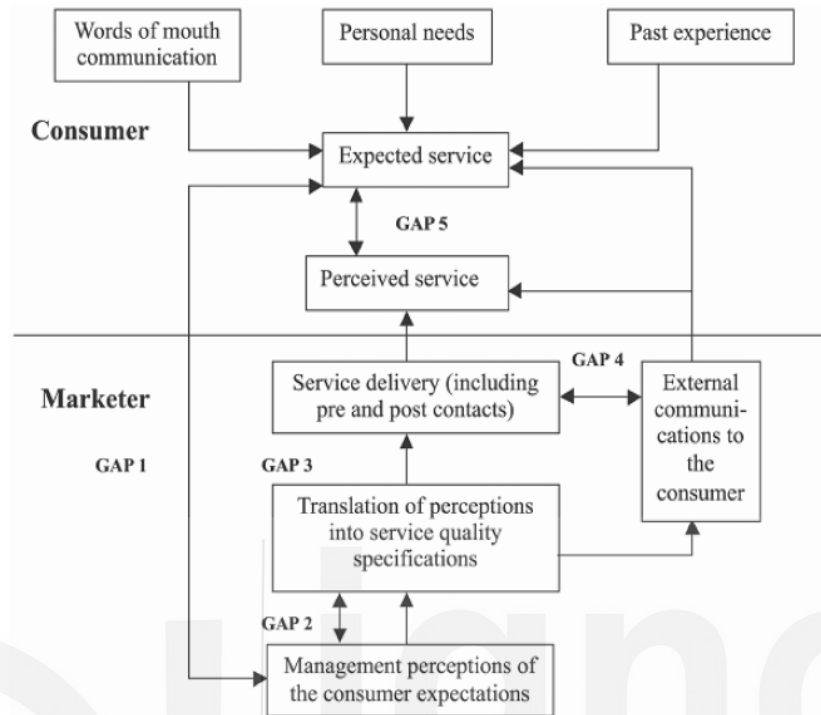 Words of mouth
communication
Personal needs
Past experience
Consumer
Expected service
GAP 5
Perceived service
Marketer
Service delivery (including
pre and post contacts)
GAP 4
External
communi-
cations to
the
consumer
GAP 1
GAP 3
Translation of perceptions
into service quality
specifications
GAP 2
Management perceptions of
the consumer expectations